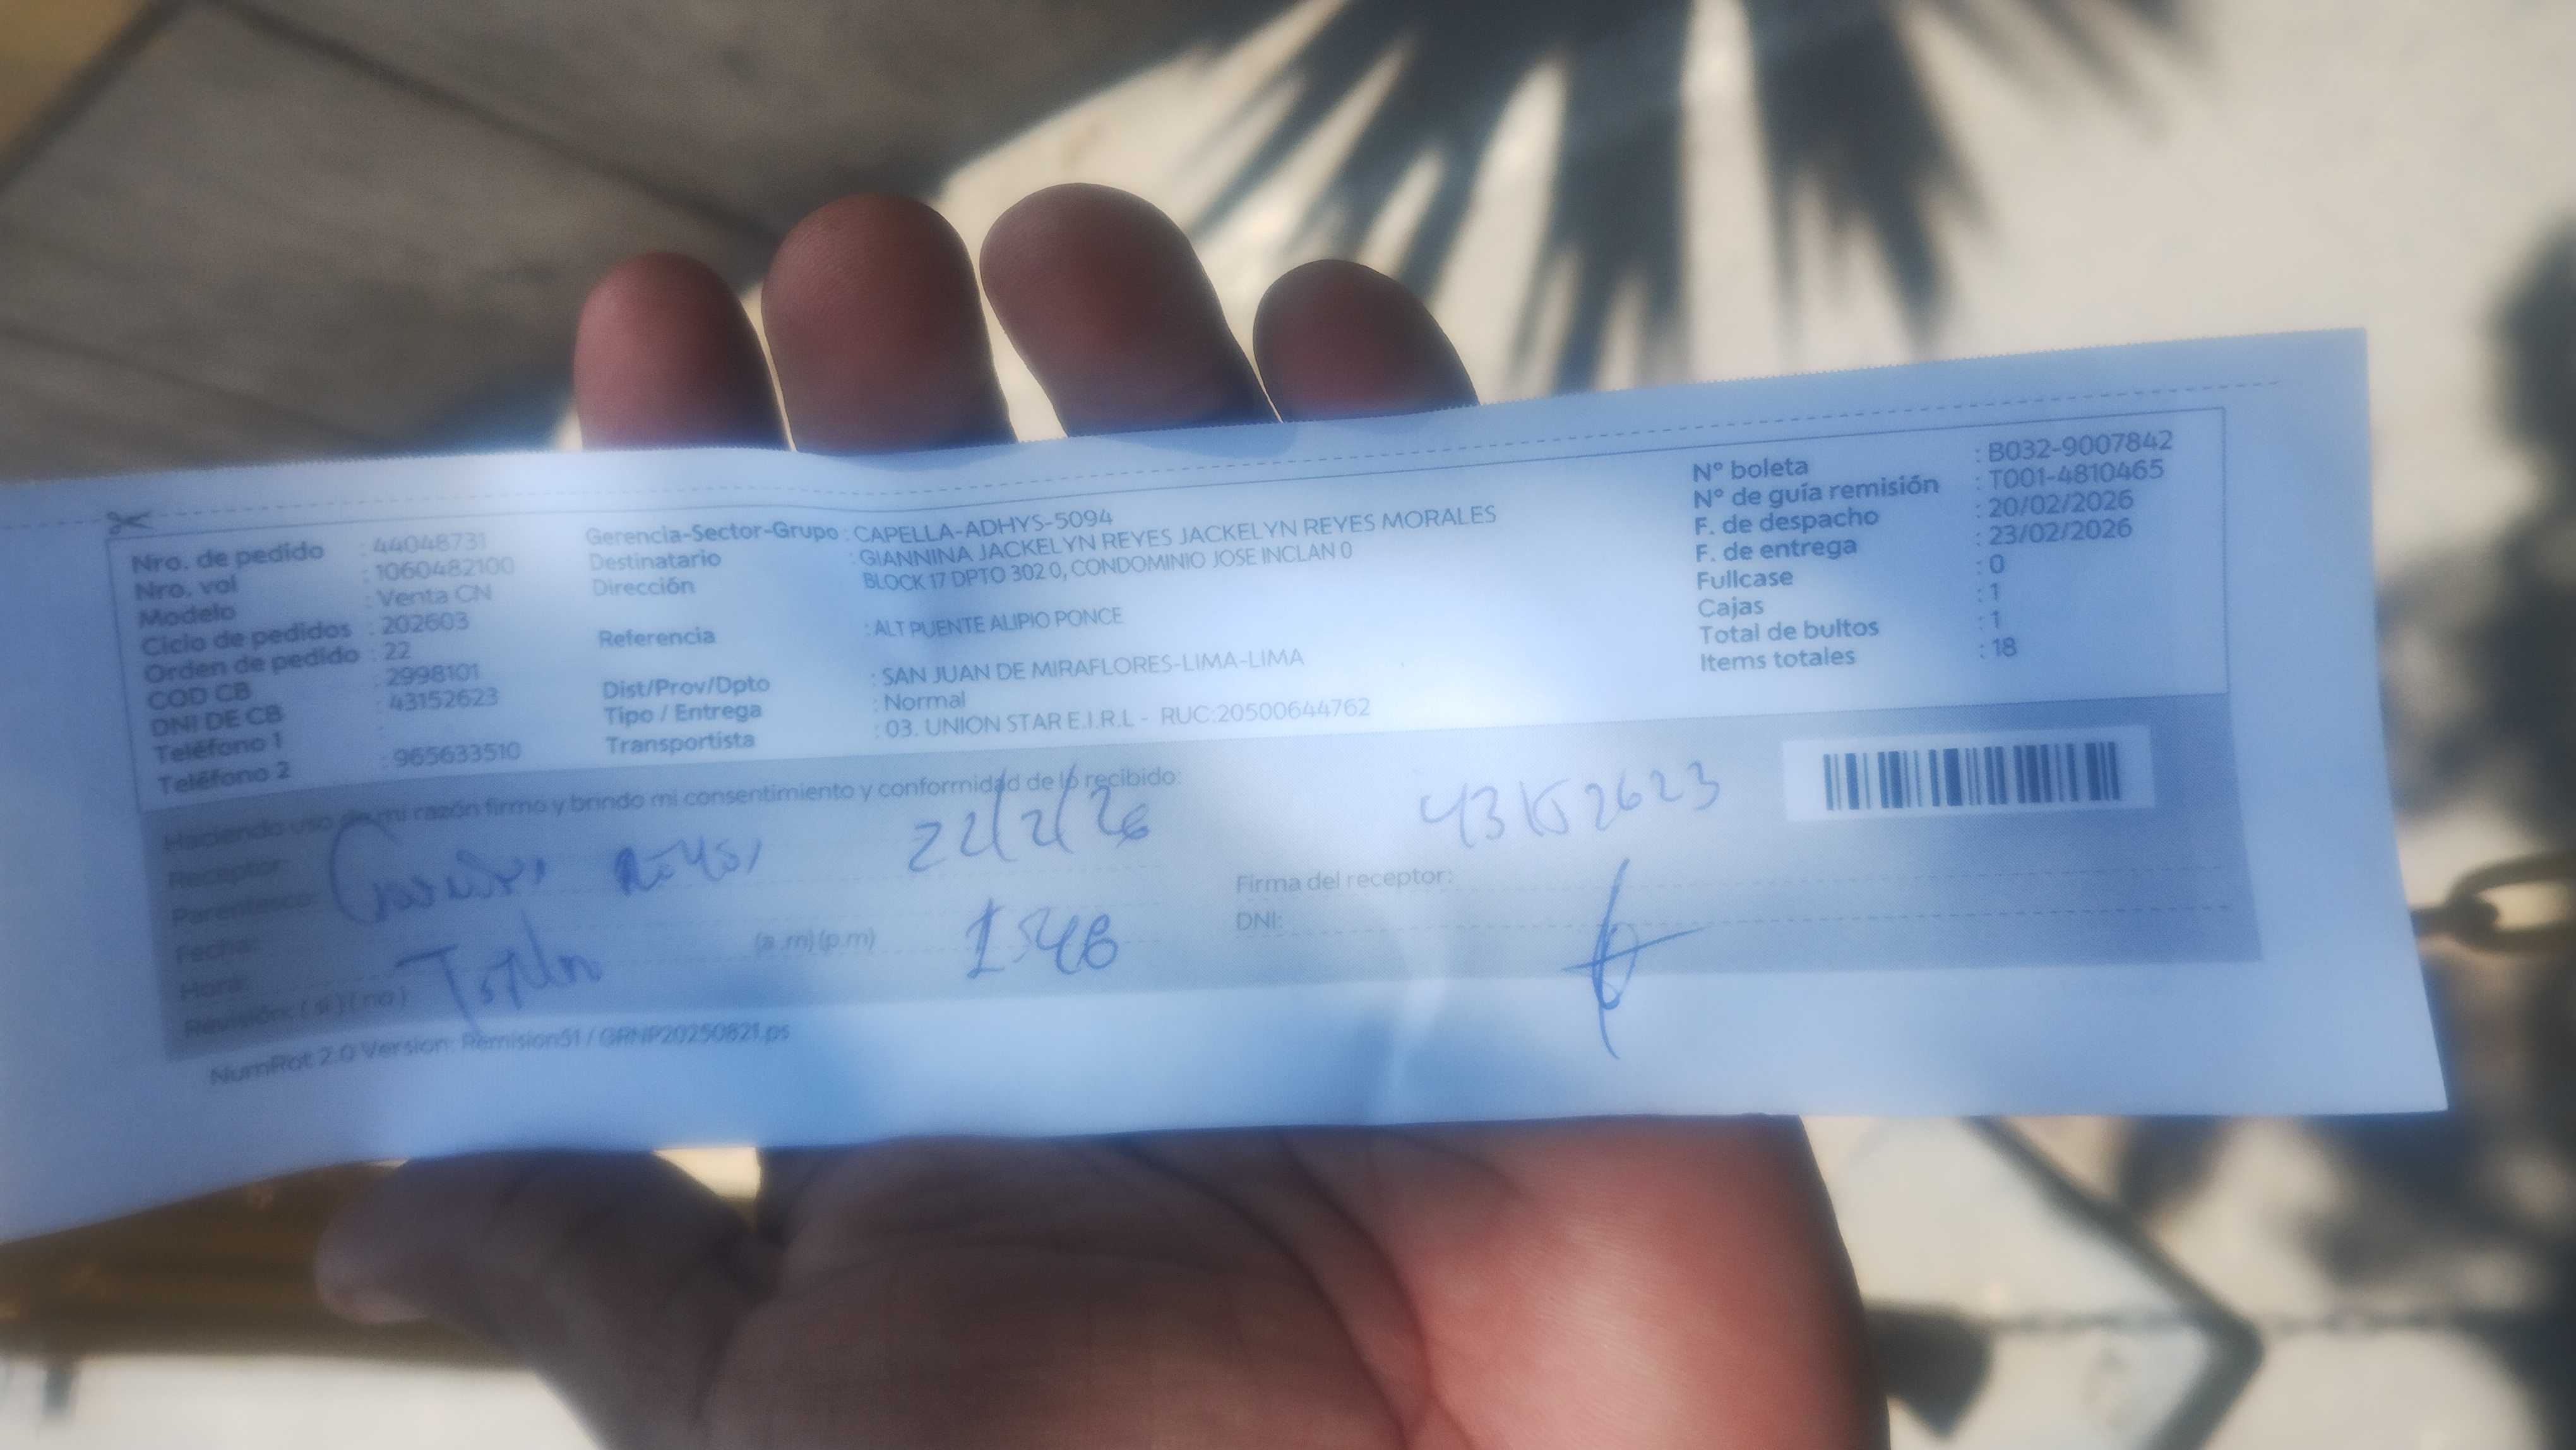 Nro. de pedido : 44048731
Nro. vol : 1060482100
Modelo : Venta CN
Ciclo de pedidos : 202603
Orden de pedido : 22
COD CB : 2998101
DNI DE CB : 43152623
Teléfono 1 :
Teléfono 2 : 965633510
Gerencia-Sector-Grupo : CAPELLA-ADHYS-5094
Destinatario : GIANNINA JACKELYN REYES JACKELYN REYES MORALES
Dirección BLOCK 17 DPTO 302 0, CONDOMINIO JOSE INCLAN 0
Referencia : ALT PUENTE ALIPIO PONCE
Dist/Prov/Dpto : SAN JUAN DE MIRAFLORES-LIMA-LIMA
Tipo / Entrega : Normal
Transportista : 03. UNION STAR E.I.R.L - RUC:20500644762
N° boleta : B032-9007842
N° de guía remisión : T001-4810465
F. de despacho : 20/02/2026
F. de entrega : 23/02/2026
Fullcase : 0
Cajas : 1
Total de bultos : 1
Items totales : 18
Haciendo uso de mi razón firmo y brindo mi consentimiento y conformidad de lo recibido:
Receptor:
Parentesco:
Fecha:
Hora: (a.m)(p.m)
Revisión: (si) (no)
22/2/26
43152623
Firma del receptor:
DNI:
NumRot 2.0 Version: Remision51 / GRNP20250821.ps